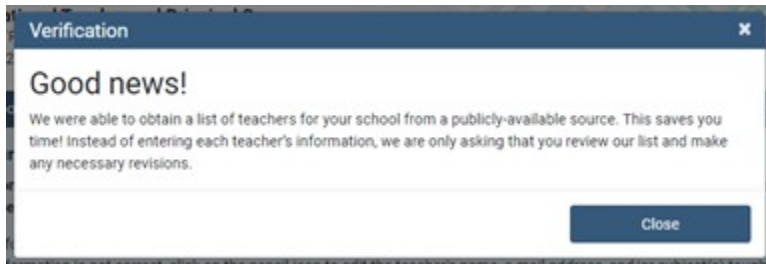 Verification
Good news!
We were able to obtain a list of teachers for your school from a publicly-available source. This saves you
time! Instead of entering each teacher's information, we are only asking that you review our list and make
any necessary revisions.
Close